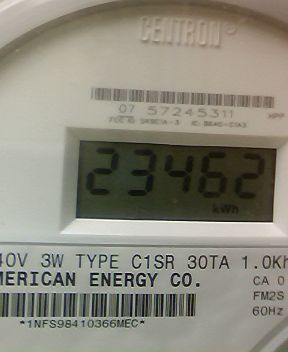 CENTRON
07 57245311
23462
kWh
40V 3W TYPE C1SR 30TA 1.0Kh
MERICAN ENERGY CO.
CA 0
FM2S
60Hz
*1NFS98410366MEC*